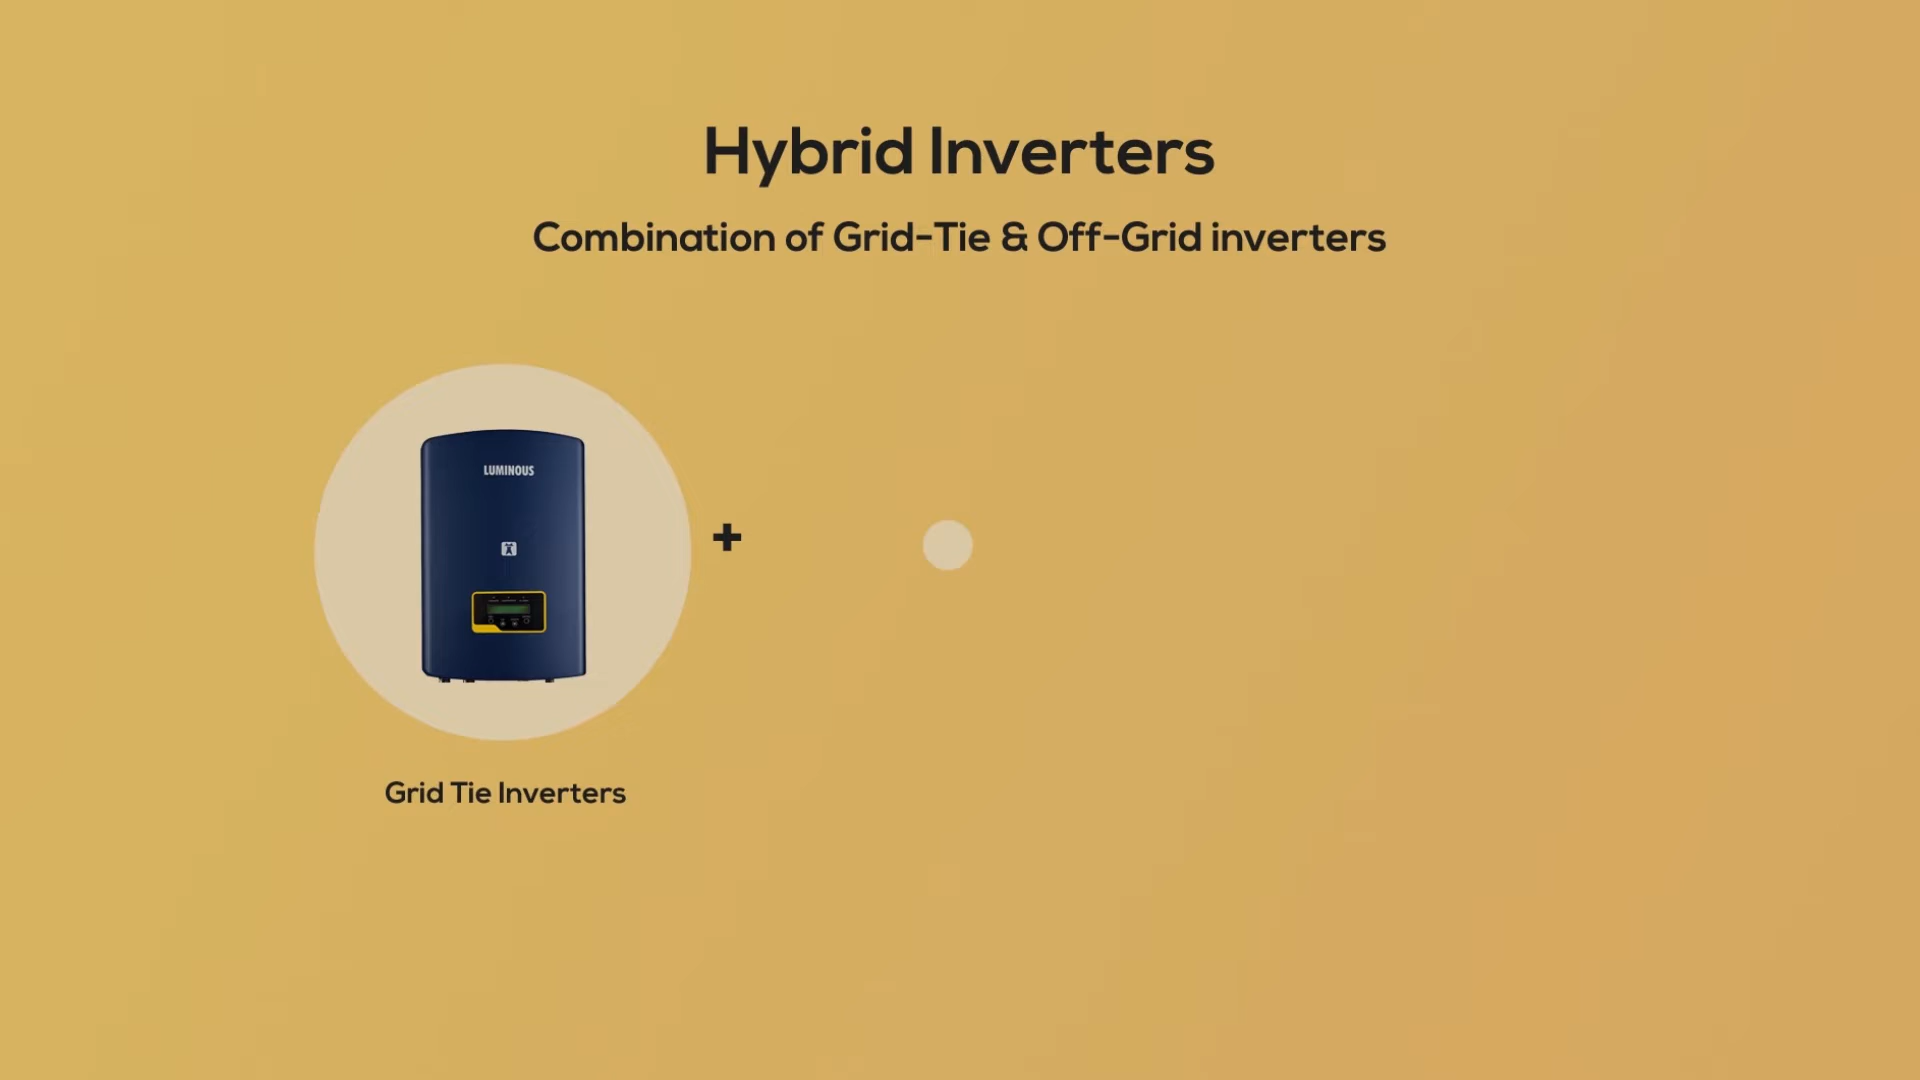 Hybrid Inverters
Combination of Grid-Tie & Off-Grid inverters
LUMINOUS
+
Grid Tie Inverters